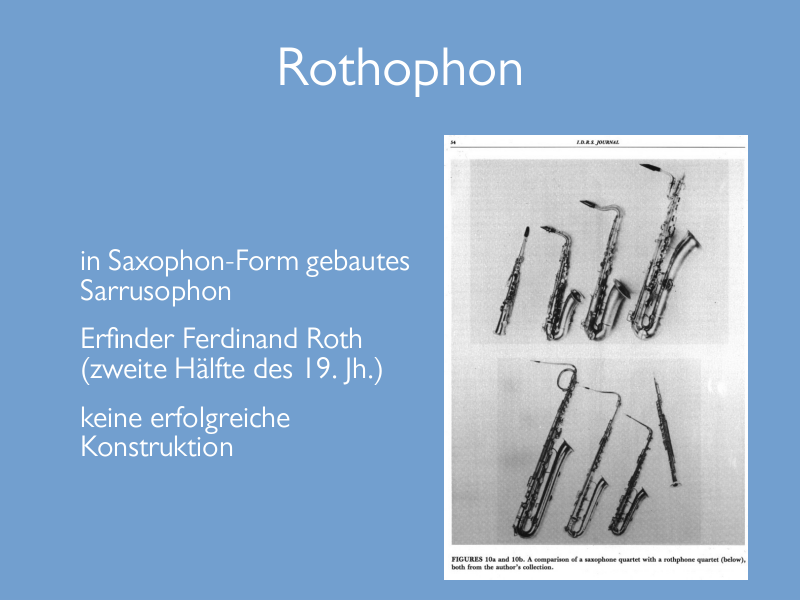 Rothophon
in Saxophon-Form gebautes
Sarrusophon
Erfinder Ferdinand Roth
(zweite Hälfte des 19. Jh.)
keine erfolgreiche
Konstruktion
54 I.D.R.S. JOURNAL
FIGURES 10a and 10b. A comparison of a saxophone quartet with a rothphone quartet (below),
both from the author's collection.